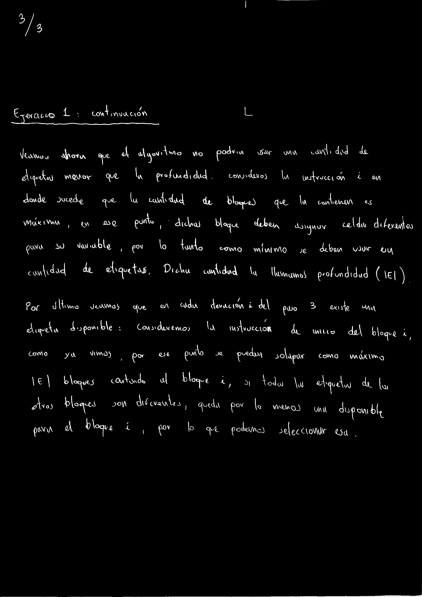 3/3
Ejercicio 1 : continuación
L
Veamos ahora que el algoritmo no podria usar una cantidad de
etiquetas menor que la profundidad. consideros la instrucción i en
donde sucede que la cantidad de bloques que la contienen es
máxima, en ese punto, dichas bloque deben asignar celdas diferentes
para su variable, por lo tanto como mínimo se deben usar esa
cantidad de etiquetas. Dicha cantidad la llamamos profundidad (|E|)
Por último veamos que en cada iteración i del paso 3 existe una
etiqueta disponible : Consideremos la instrucción de inicio del bloque i,
como ya vimos, por ese punto se pueden solapar como máximo
|E| bloques contando al bloque i, si todas las etiquetas de los
otros bloques son diferentes, queda por lo menos una disponible
para el bloque i, por lo que podemos seleccionar esa.